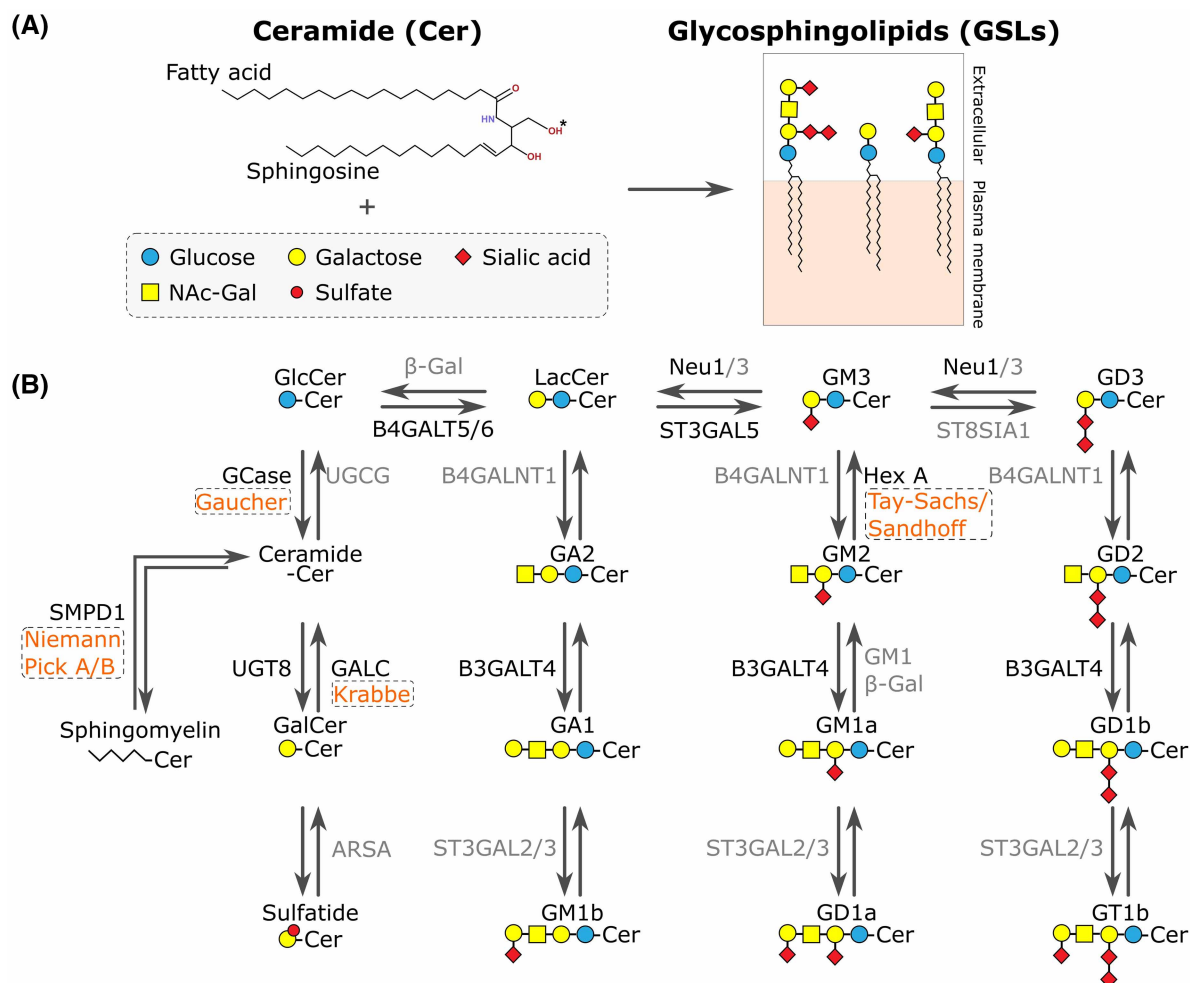 (A)
Ceramide (Cer)
Glycosphingolipids (GSLs)
Fatty acid
O
HN
OH*
OH
Sphingosine
+
Glucose
Galactose
Sialic acid
NAc-Gal
Sulfate
Extracellular
Plasma membrane
(B)
GlcCer
-Cer
β-Gal
B4GALT5/6
LacCer
-Cer
Neu1/3
ST3GAL5
GM3
-Cer
Neu1/3
ST8SIA1
GD3
-Cer
GCase
Gaucher
UGCG
B4GALNT1
B4GALNT1
Hex A
Tay-Sachs/
Sandhoff
B4GALNT1
Ceramide
-Cer
GA2
-Cer
GM2
-Cer
GD2
-Cer
SMPD1
Niemann
Pick A/B
UGT8
GALC
Krabbe
B3GALT4
B3GALT4
GM1
β-Gal
B3GALT4
Sphingomyelin
-Cer
GalCer
-Cer
GA1
-Cer
GM1a
-Cer
GD1b
-Cer
ARSA
ST3GAL2/3
ST3GAL2/3
ST3GAL2/3
Sulfatide
-Cer
GM1b
-Cer
GD1a
-Cer
GT1b
-Cer